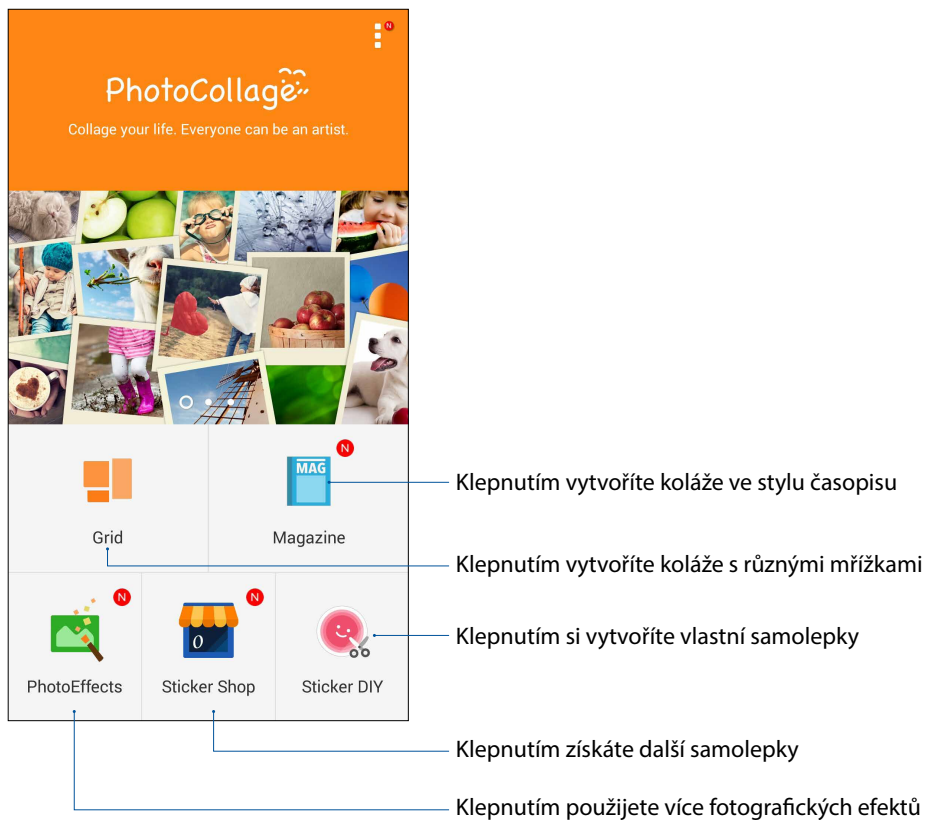 N
PhotoCollage
Collage your life. Everyone can be an artist.
MAG
N
Grid
Magazine
Klepnutím vytvoříte koláže ve stylu časopisu
Klepnutím vytvoříte koláže s různými mřížkami
N
N
0
PhotoEffects
Sticker Shop
Sticker DIY
Klepnutím si vytvoříte vlastní samolepky
Klepnutím získáte další samolepky
Klepnutím použijete více fotografických efektů